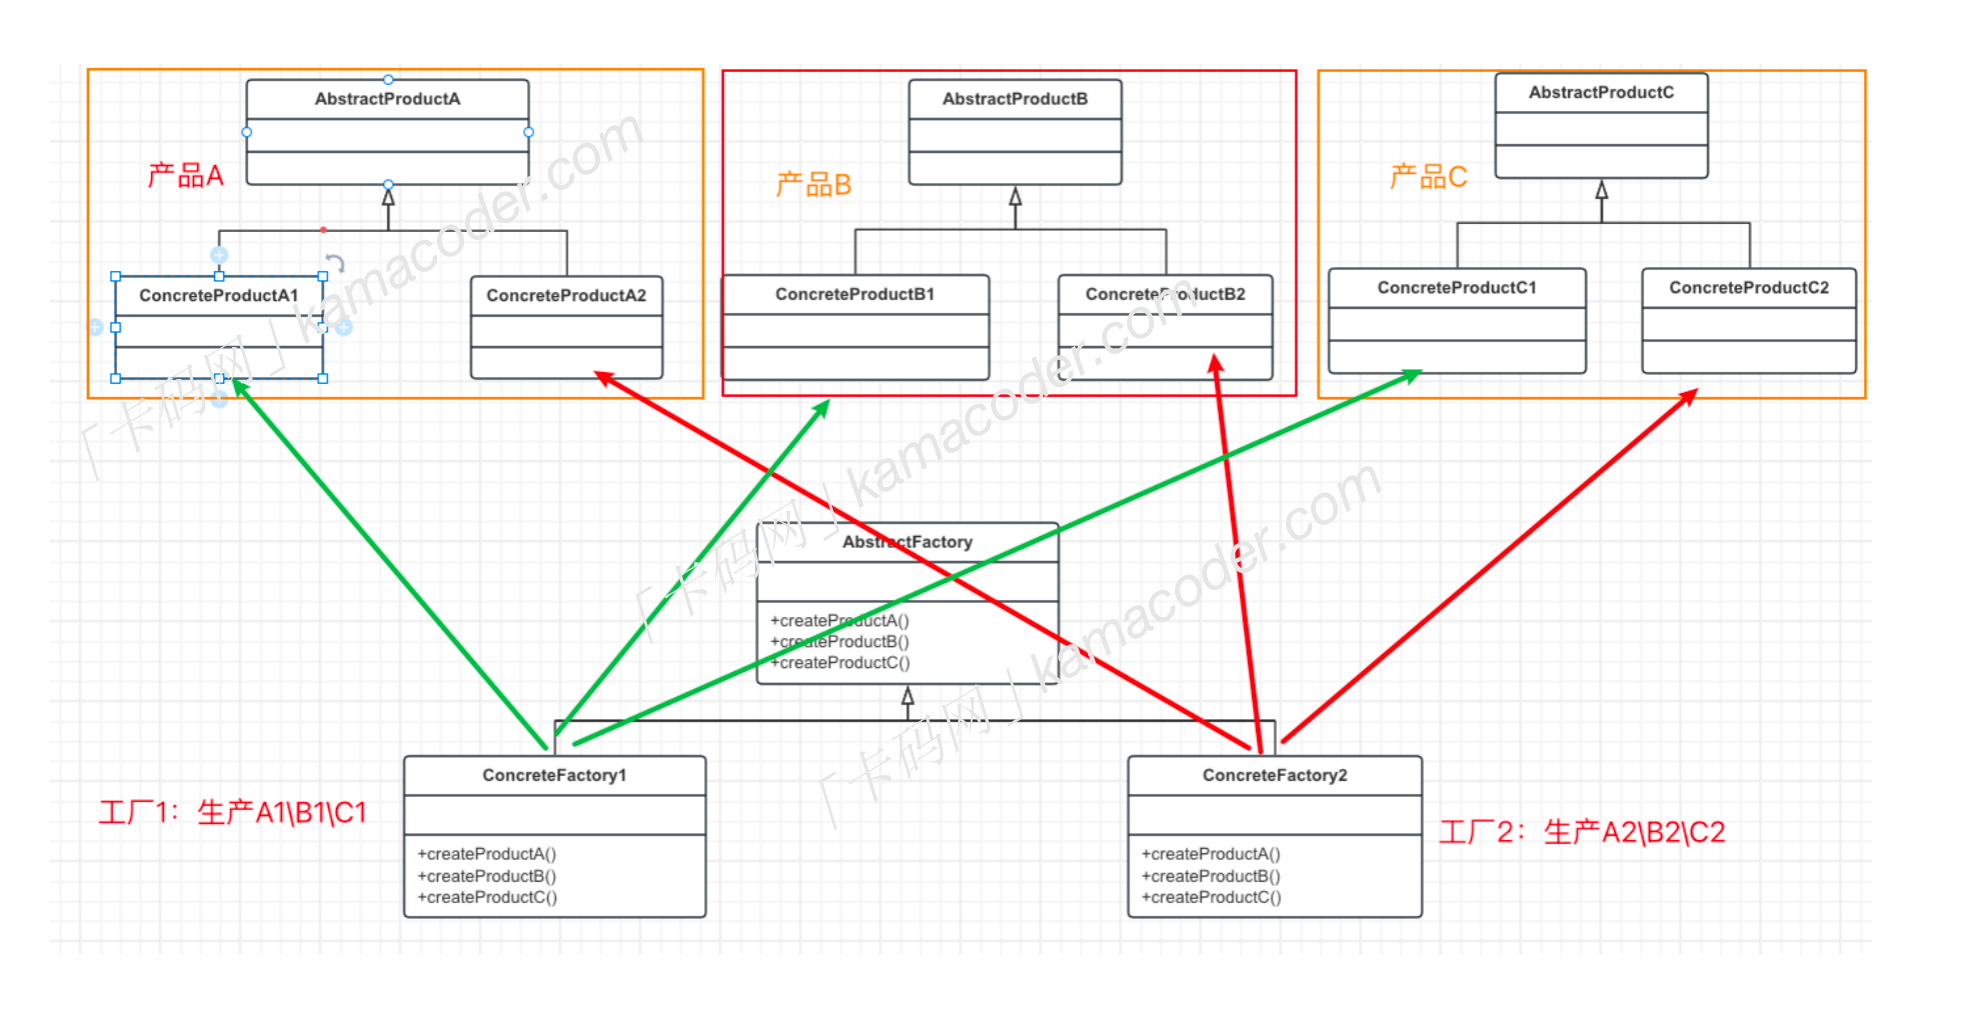 AbstractProductA
AbstractProductB
AbstractProductC
产品A
产品B
产品C
ConcreteProductA1
ConcreteProductA2
ConcreteProductB1
ConcreteProductB2
ConcreteProductC1
ConcreteProductC2
「卡码网」kamacoder.com
「卡码网」kamacoder.com
AbstractFactory
+createProductA()
+createProductB()
+createProductC()
「卡码网」kamacoder.com
ConcreteFactory1
ConcreteFactory2
工厂1：生产A1\B1\C1
工厂2：生产A2\B2\C2
+createProductA()
+createProductB()
+createProductC()
+createProductA()
+createProductB()
+createProductC()